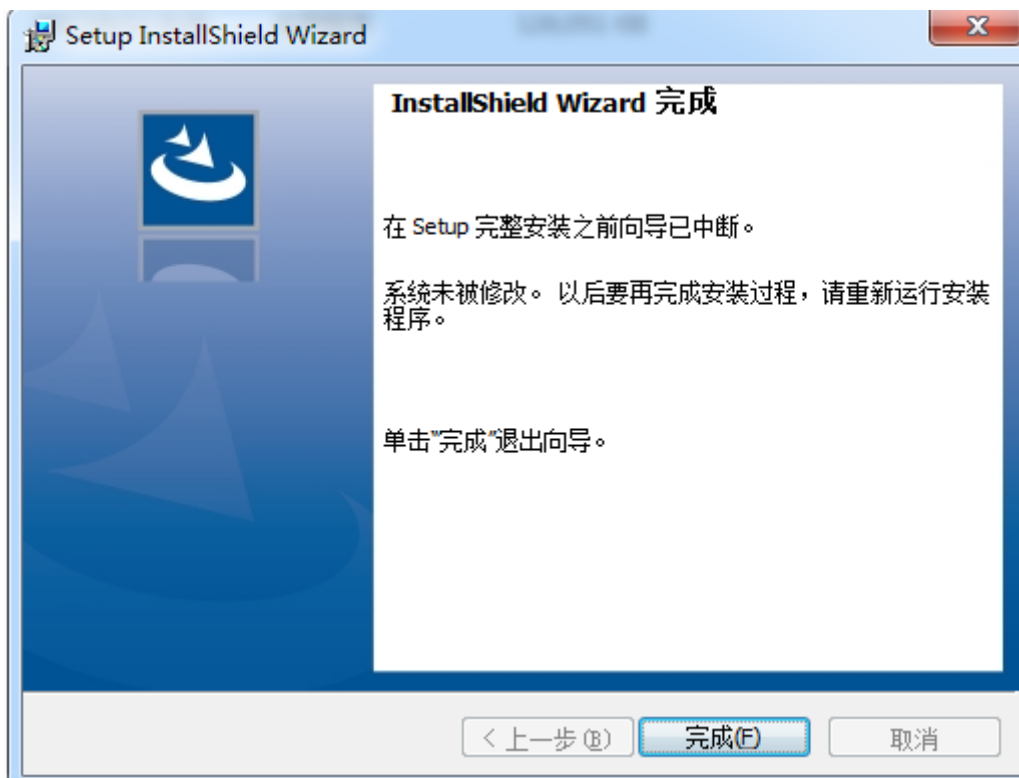 Setup InstallShield Wizard
InstallShield Wizard 完成
在 Setup 完整安装之前向导已中断。
系统未被修改。 以后要再完成安装过程，请重新运行安装
程序。
单击"完成"退出向导。
< 上一步(B)
完成(F)
取消